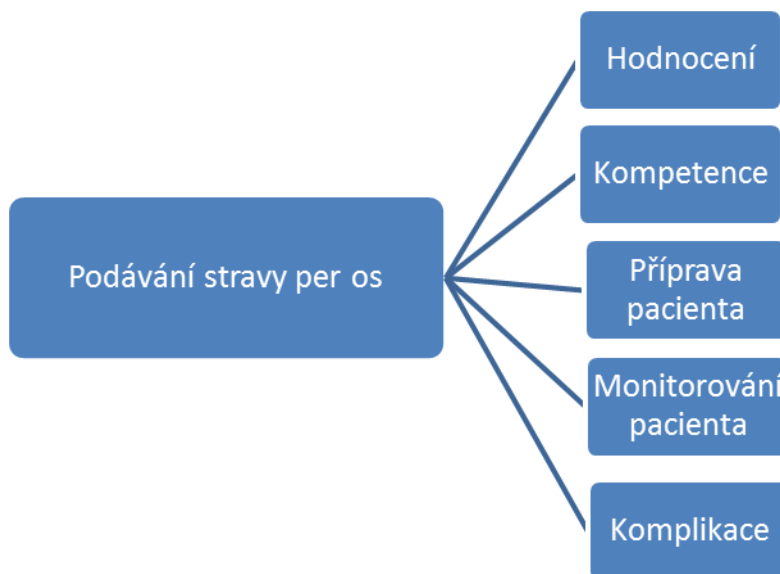 Podávání stravy per os
Hodnocení
Kompetence
Příprava
pacienta
Monitorování
pacienta
Komplikace